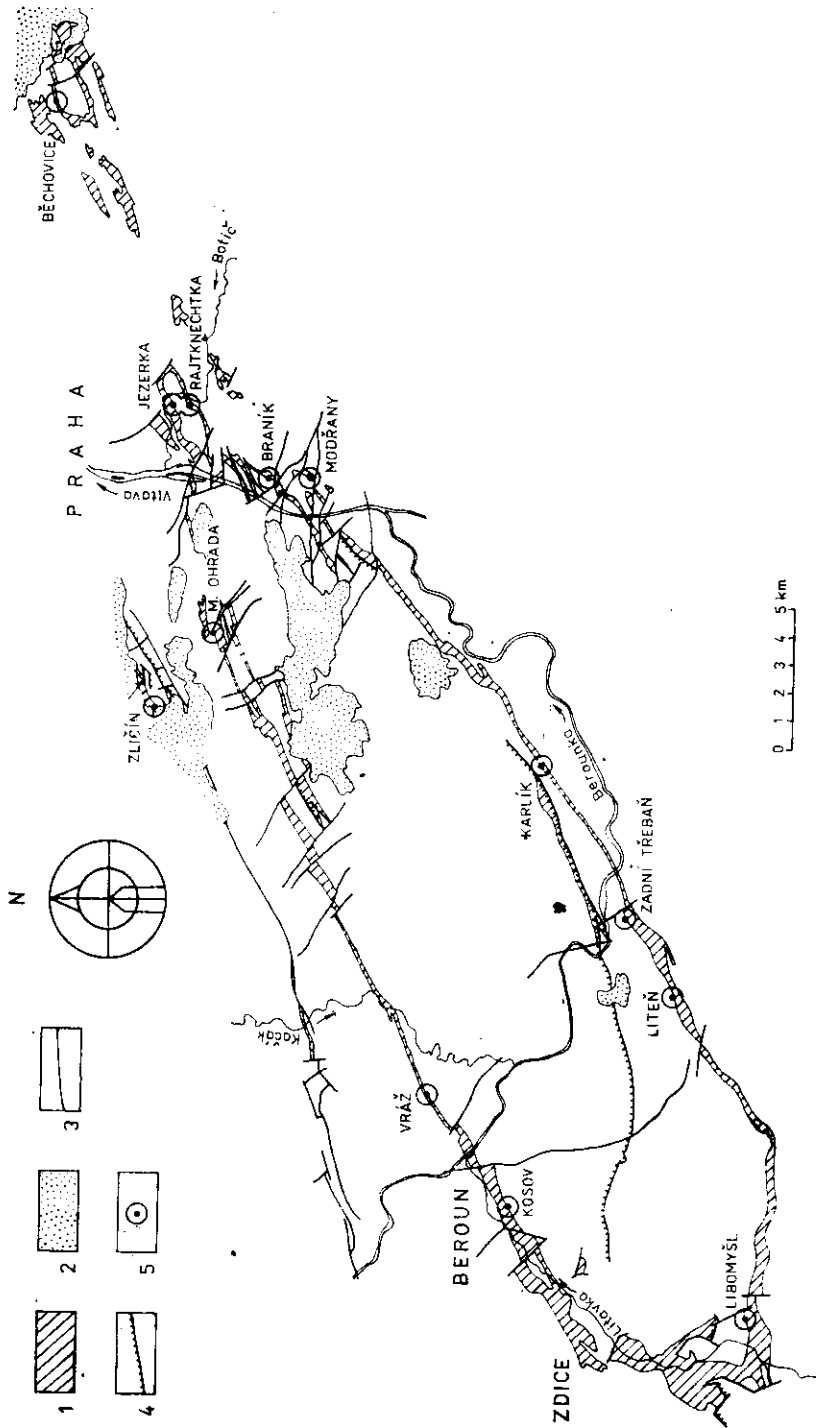 N
1
2
3
4
5
PRAHA
BĚCHOVICE
JEZERKA
RAJTKNECHTKA
Botič
Vltava
BRANÍK
MODŘANY
M. OHRADA
ZLIČÍN
Kačák
VRÁŽ
BEROUN
KOSOV
Litavka
ZDICE
LIBOMYŠL
LITEŇ
ZADNÍ TŘEBAŇ
KARLÍK
Berounka
0 1 2 3 4 5 km